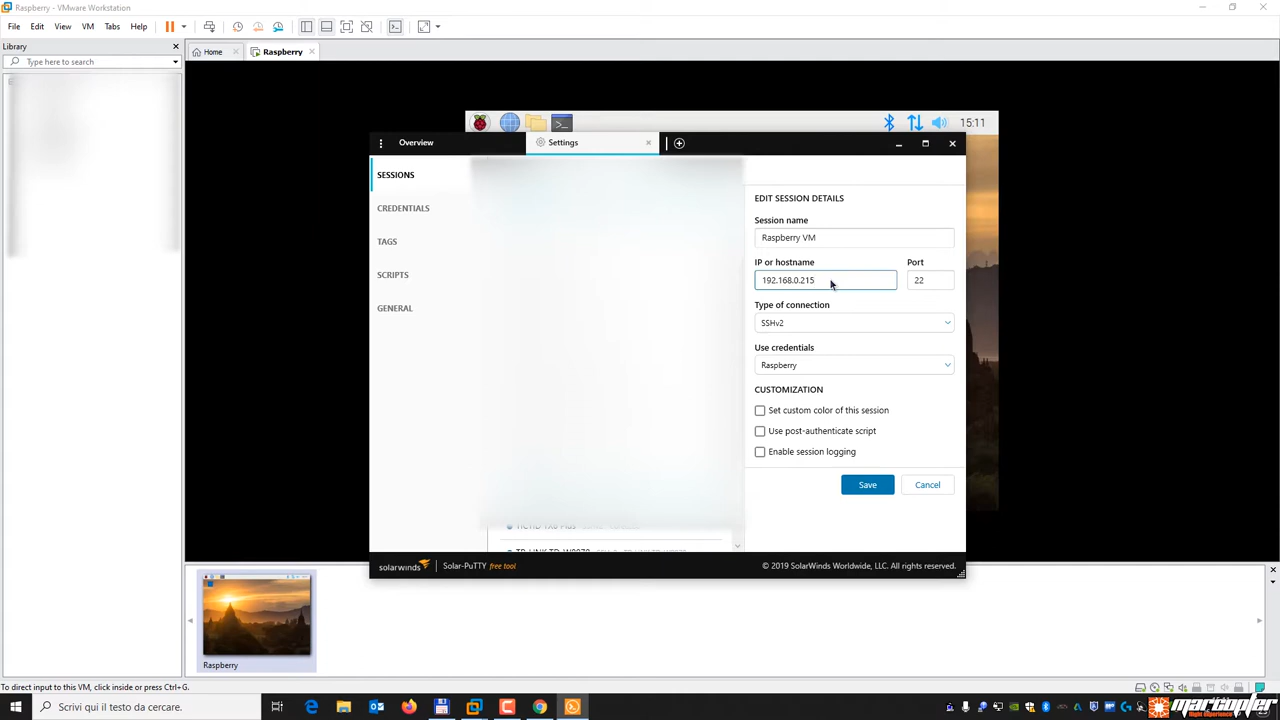 Raspberry - VMware Workstation
File Edit View VM Tabs Help
Library
Type here to search
Home
Raspberry
15:11
Overview
Settings
SESSIONS
CREDENTIALS
TAGS
SCRIPTS
GENERAL
EDIT SESSION DETAILS
Session name
Raspberry VM
IP or hostname Port
192.168.0.215 22
Type of connection
SSHv2
Use credentials
Raspberry
CUSTOMIZATION
Set custom color of this session
Use post-authenticate script
Enable session logging
Save Cancel
solarwinds Solar-PuTTY free tool © 2019 SolarWinds Worldwide, LLC. All rights reserved.
Raspberry
To direct input to this VM, click inside or press Ctrl+G.
Scrivi qui il testo da cercare.
marcopter